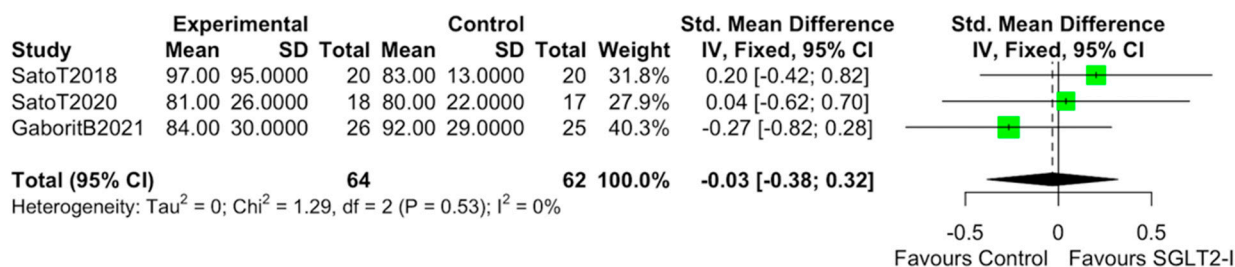 Experimental Control Std. Mean Difference Std. Mean Difference
Study Mean SD Total Mean SD Total Weight IV, Fixed, 95% CI IV, Fixed, 95% CI
SatoT2018 97.00 95.0000 20 83.00 13.0000 20 31.8% 0.20 [-0.42; 0.82]
SatoT2020 81.00 26.0000 18 80.00 22.0000 17 27.9% 0.04 [-0.62; 0.70]
GaboritB2021 84.00 30.0000 26 92.00 29.0000 25 40.3% -0.27 [-0.82; 0.28]
Total (95% CI) 64 62 100.0% -0.03 [-0.38; 0.32]
Heterogeneity: Tau² = 0; Chi² = 1.29, df = 2 (P = 0.53); I² = 0%
-0.5 0 0.5
Favours Control Favours SGLT2-I